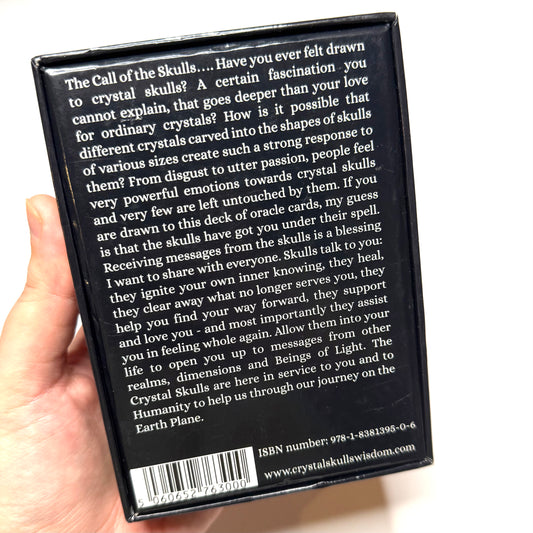 The Call of the Skulls.... Have you ever felt drawn
to crystal skulls? A certain fascination you
cannot explain, that goes deeper than your love
for ordinary crystals? How is it possible that
different crystals carved into the shapes of skulls
of various sizes create such a strong response to
them? From disgust to utter passion, people feel
very powerful emotions towards crystal skulls
and very few are left untouched by them. If you
are drawn to this deck of oracle cards, my guess
is that the skulls have got you under their spell.
Receiving messages from the skulls is a blessing
I want to share with everyone. Skulls talk to you:
they ignite your own inner knowing, they heal,
they clear away what no longer serves you, they
help you find your way forward, they support
and love you - and most importantly they assist
you in feeling whole again. Allow them into your
life to open you up to messages from other
realms, dimensions and Beings of Light. The
Crystal Skulls are here in service to you and to
Humanity to help us through our journey on the
Earth Plane.
ISBN number: 978-1-8381395-0-6
www.crystalskullswisdom.com
5 060652 763000